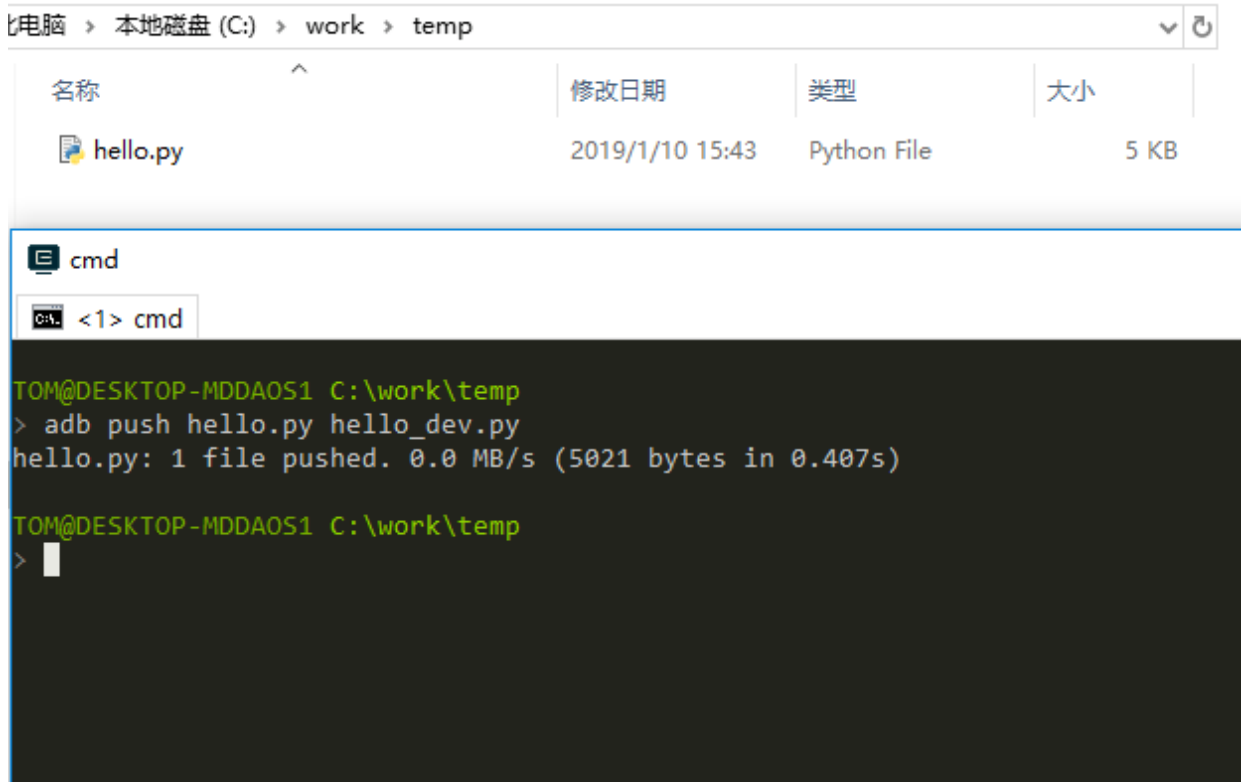 电脑 > 本地磁盘 (C:) > work > temp
名称 修改日期 类型 大小
hello.py 2019/1/10 15:43 Python File 5 KB
cmd
<1> cmd
TOM@DESKTOP-MDDAOS1 C:\work\temp
> adb push hello.py hello_dev.py
hello.py: 1 file pushed. 0.0 MB/s (5021 bytes in 0.407s)
TOM@DESKTOP-MDDAOS1 C:\work\temp
>